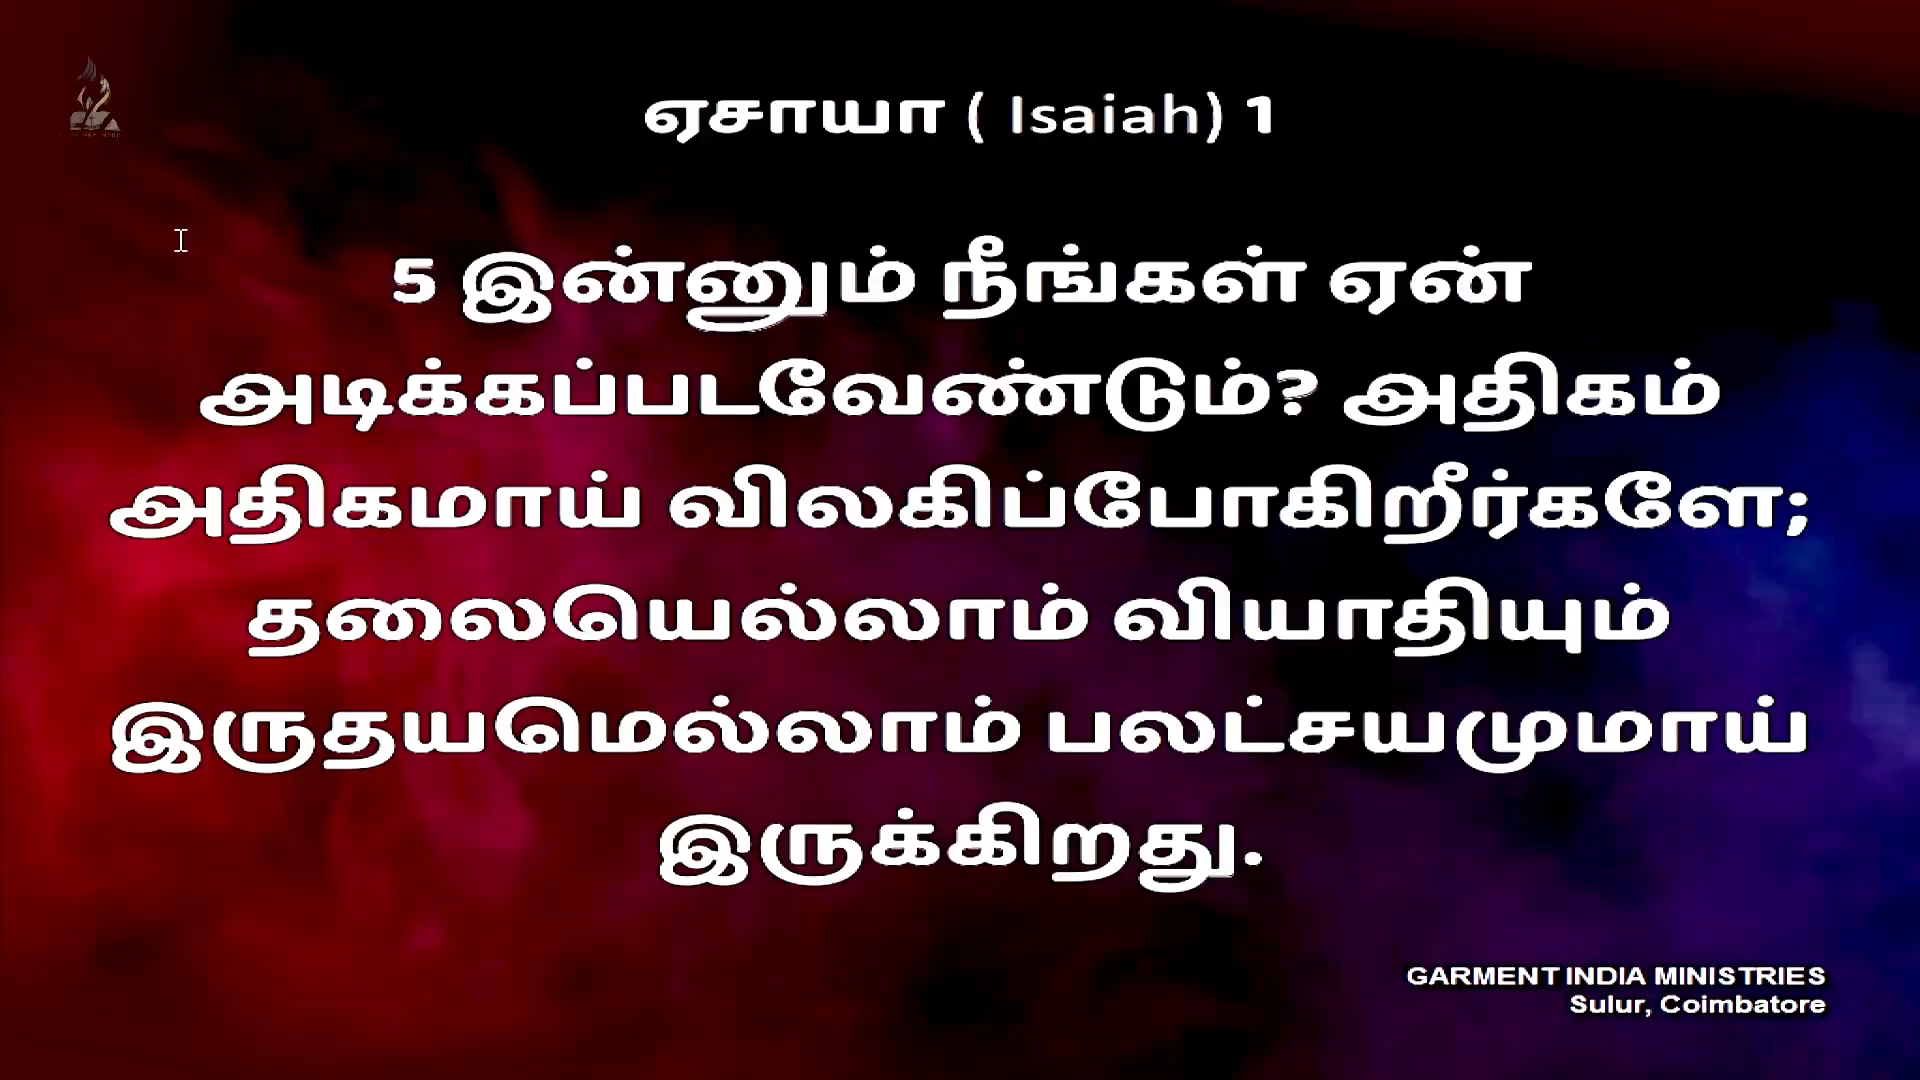 ஏசாயா ( Isaiah) 1
5 இன்னும் நீங்கள் ஏன்
அடிக்கப்படவேண்டும்? அதிகம்
அதிகமாய் விலகிப்போகிறீர்களே;
தலையெல்லாம் வியாதியும்
இருதயமெல்லாம் பலட்சயமுமாய்
இருக்கிறது.
GARMENT INDIA MINISTRIES
Sulur, Coimbatore